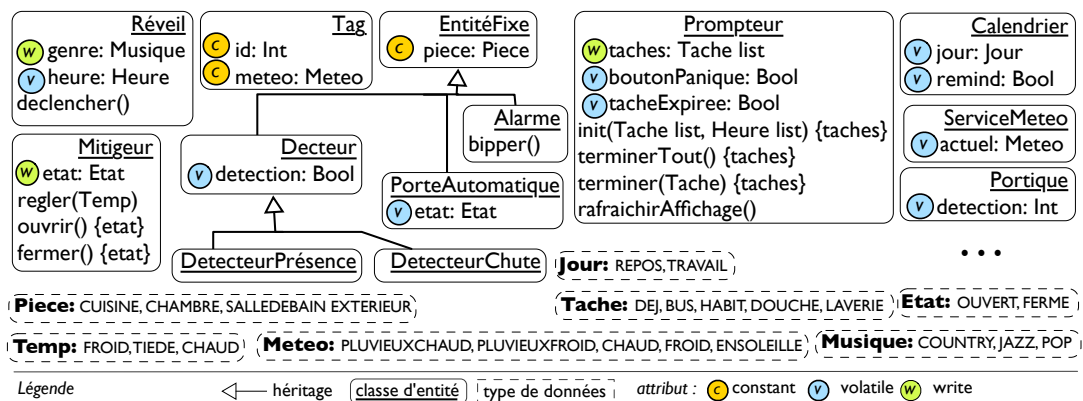 Réveil
w genre: Musique
v heure: Heure
declencher()
Tag
c id: Int
c meteo: Meteo
EntitéFixe
c piece: Piece
Prompteur
w taches: Tache list
v boutonPanique: Bool
v tacheExpiree: Bool
init(Tache list, Heure list) {taches}
terminerTout() {taches}
terminer(Tache) {taches}
rafraichirAffichage()
Calendrier
v jour: Jour
v remind: Bool
Mitigeur
w etat: Etat
regler(Temp)
ouvrir() {etat}
fermer() {etat}
Decteur
v detection: Bool
Alarme
bipper()
PorteAutomatique
v etat: Etat
ServiceMeteo
v actuel: Meteo
Portique
v detection: Int
DetecteurPrésence
DetecteurChute
Jour: REPOS, TRAVAIL
• • •
Piece: CUISINE, CHAMBRE, SALLEDEBAIN EXTERIEUR
Tache: DEJ, BUS, HABIT, DOUCHE, LAVERIE
Etat: OUVERT, FERME
Temp: FROID, TIEDE, CHAUD
Meteo: PLUVIEUXCHAUD, PLUVIEUXFROID, CHAUD, FROID, ENSOLEILLE
Musique: COUNTRY, JAZZ, POP
Légende héritage classe d'entité type de données attribut : c constant v volatile w write